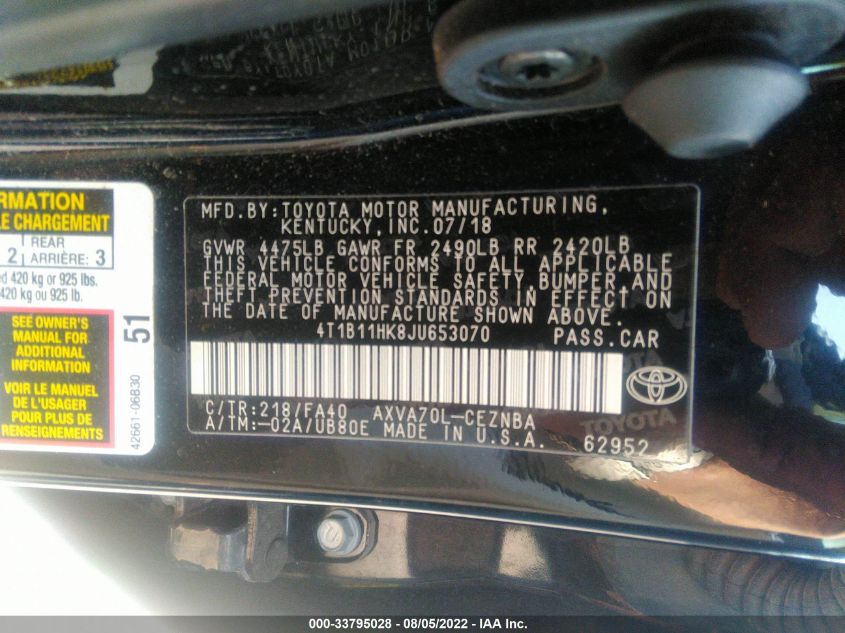 RMATION
LE CHARGEMENT
2 REAR
ARRIÈRE: 3
ed 420 kg or 925 lbs.
420 kg ou 925 lb.
SEE OWNER'S
MANUAL FOR
ADDITIONAL
INFORMATION
VOIR LE MANUEL
DE L'USAGER
POUR PLUS DE
RENSEIGNEMENTS
51
42661-06830
MFD.BY:TOYOTA MOTOR MANUFACTURING,
KENTUCKY, INC.07/18
GVWR 4475LB GAWR FR 2490LB RR 2420LB
THIS VEHICLE CONFORMS TO ALL APPLICABLE
FEDERAL MOTOR VEHICLE SAFETY,BUMPER,AND
THEFT PREVENTION STANDARDS IN EFFECT ON
THE DATE OF MANUFACTURE SHOWN ABOVE.
4T1B11HK8JU653070 PASS.CAR
C/TR:218/FA40 AXVA70L-CEZNBA
A/TM:-02A/UB80E MADE IN U.S.A.
TOYOTA
62952
000-33795028 - 08/05/2022 - IAA Inc.